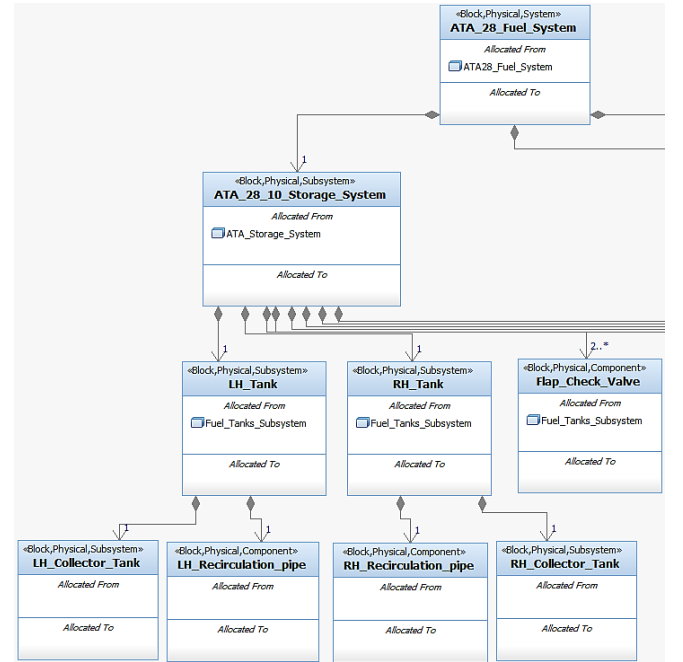 «Block,Physical,System»
ATA_28_Fuel_System
Allocated From
ATA28_Fuel_System
Allocated To
1
«Block,Physical,Subsystem»
ATA_28_10_Storage_System
Allocated From
ATA_Storage_System
Allocated To
1
1
2..*
«Block,Physical,Subsystem»
LH_Tank
Allocated From
Fuel_Tanks_Subsystem
Allocated To
«Block,Physical,Subsystem»
RH_Tank
Allocated From
Fuel_Tanks_Subsystem
Allocated To
«Block,Physical,Component»
Flap_Check_Valve
Allocated From
Fuel_Tanks_Subsystem
Allocated To
1
1
1
1
«Block,Physical,Subsystem»
LH_Collector_Tank
Allocated From
Allocated To
«Block,Physical,Component»
LH_Recirculation_pipe
Allocated From
Allocated To
«Block,Physical,Component»
RH_Recirculation_pipe
Allocated From
Allocated To
«Block,Physical,Subsystem»
RH_Collector_Tank
Allocated From
Allocated To